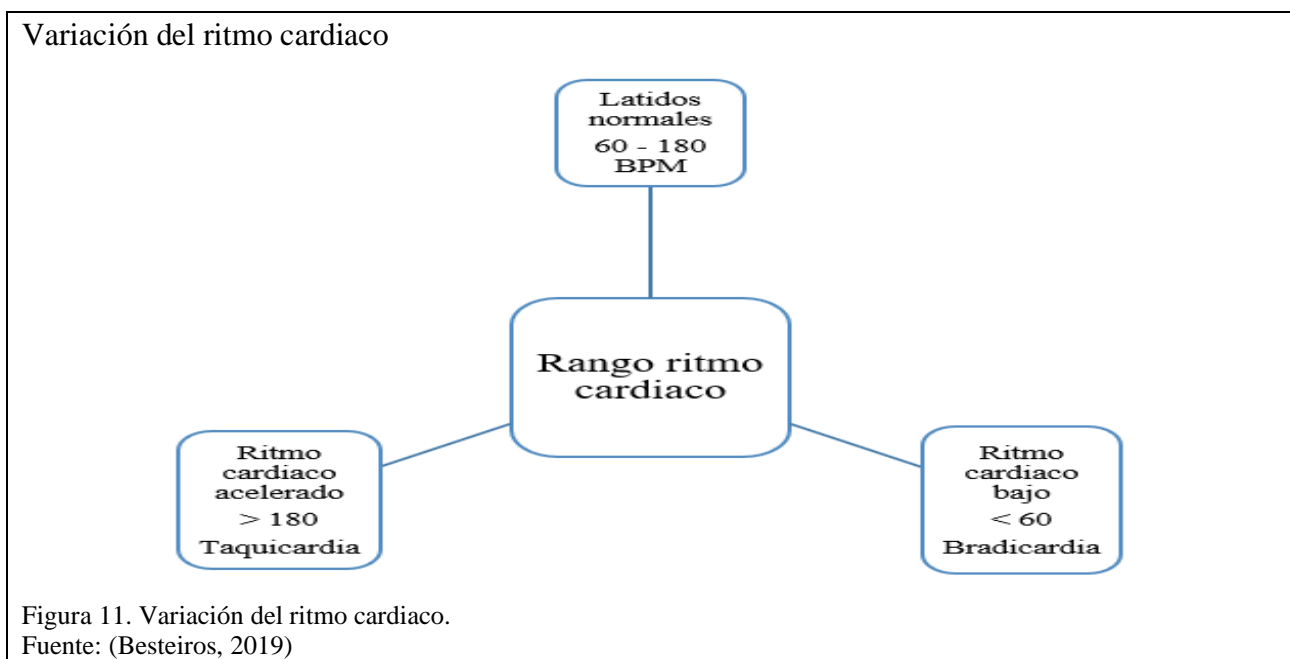 Variación del ritmo cardiaco
Latidos
normales
60 - 180
BPM
Rango ritmo
cardiaco
Ritmo
cardiaco
acelerado
> 180
Taquicardia
Ritmo
cardiaco
bajo
< 60
Bradicardia
Figura 11. Variación del ritmo cardiaco.
Fuente: (Besteiros, 2019)